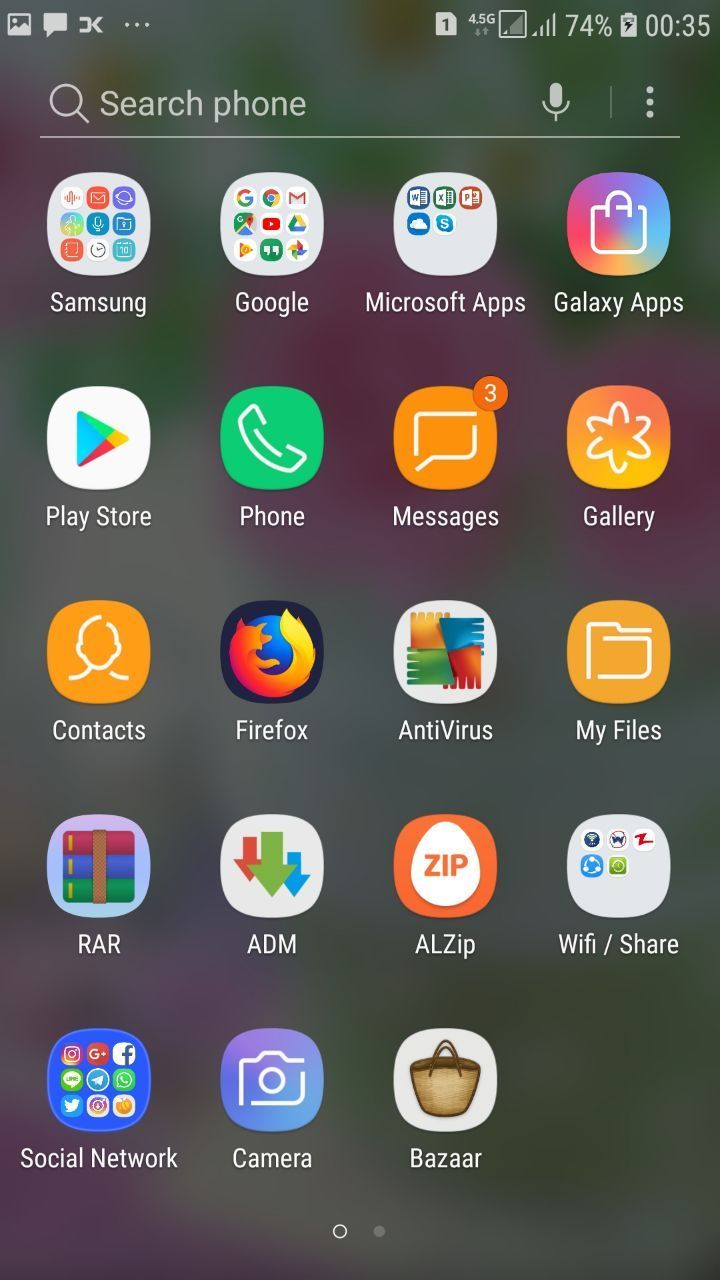 1 4.5G 74% 00:35
Search phone
Samsung Google Microsoft Apps Galaxy Apps
3
Play Store Phone Messages Gallery
Contacts Firefox AntiVirus My Files
ZIP
RAR ADM ALZip Wifi / Share
Social Network Camera Bazaar